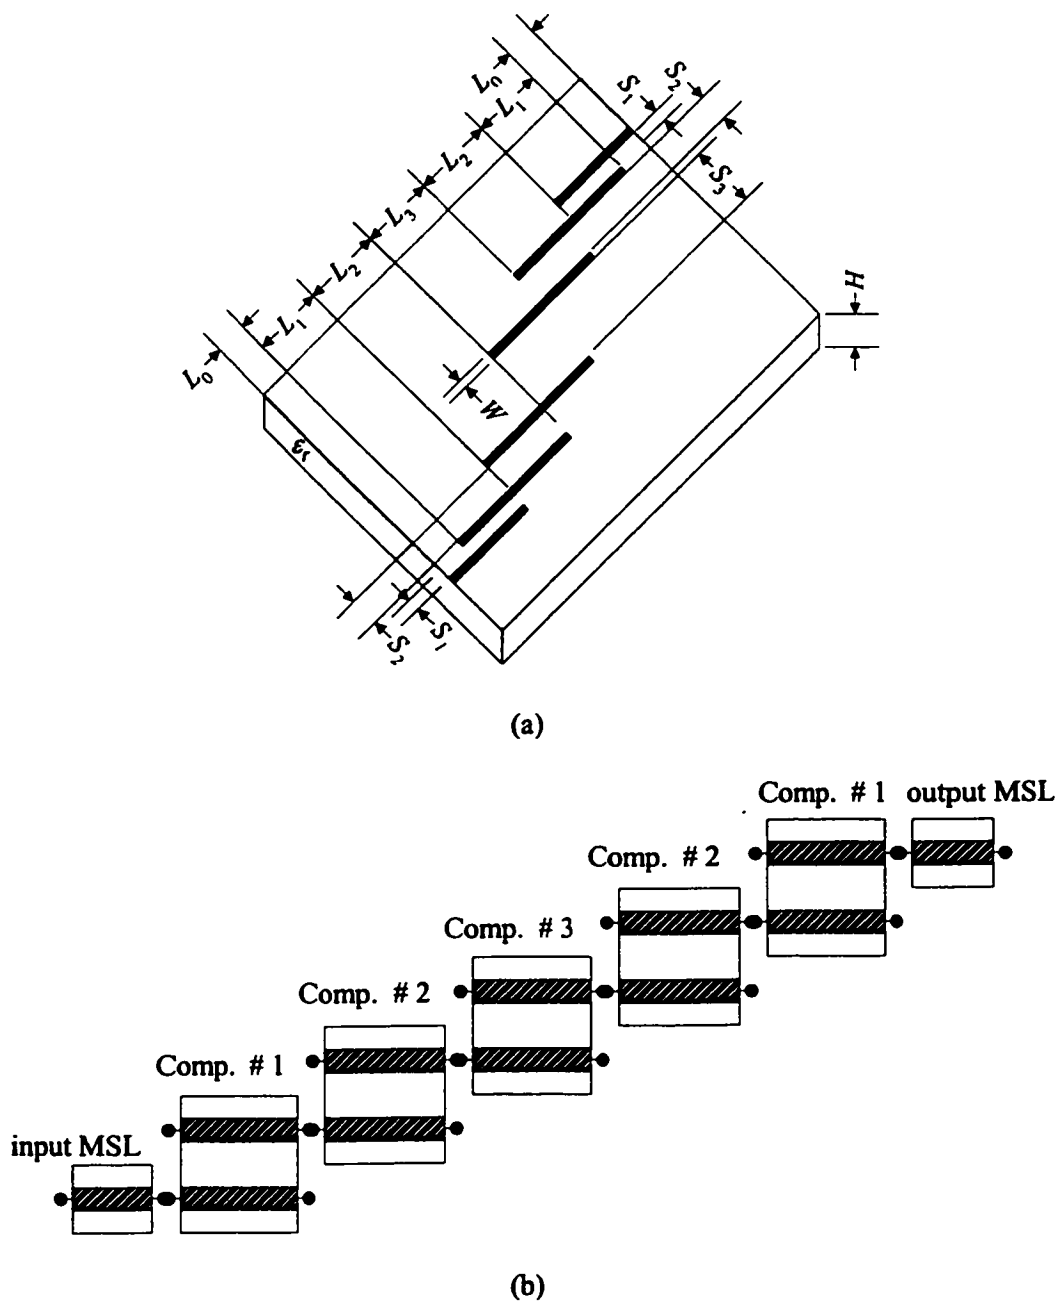 L0
L1
L2
L3
L2
L1
L0
S1
S2
S3
H
W
εr
S1
S2
(a)
Comp. # 1 output MSL
Comp. # 2
Comp. # 3
Comp. # 2
Comp. # 1
input MSL
(b)